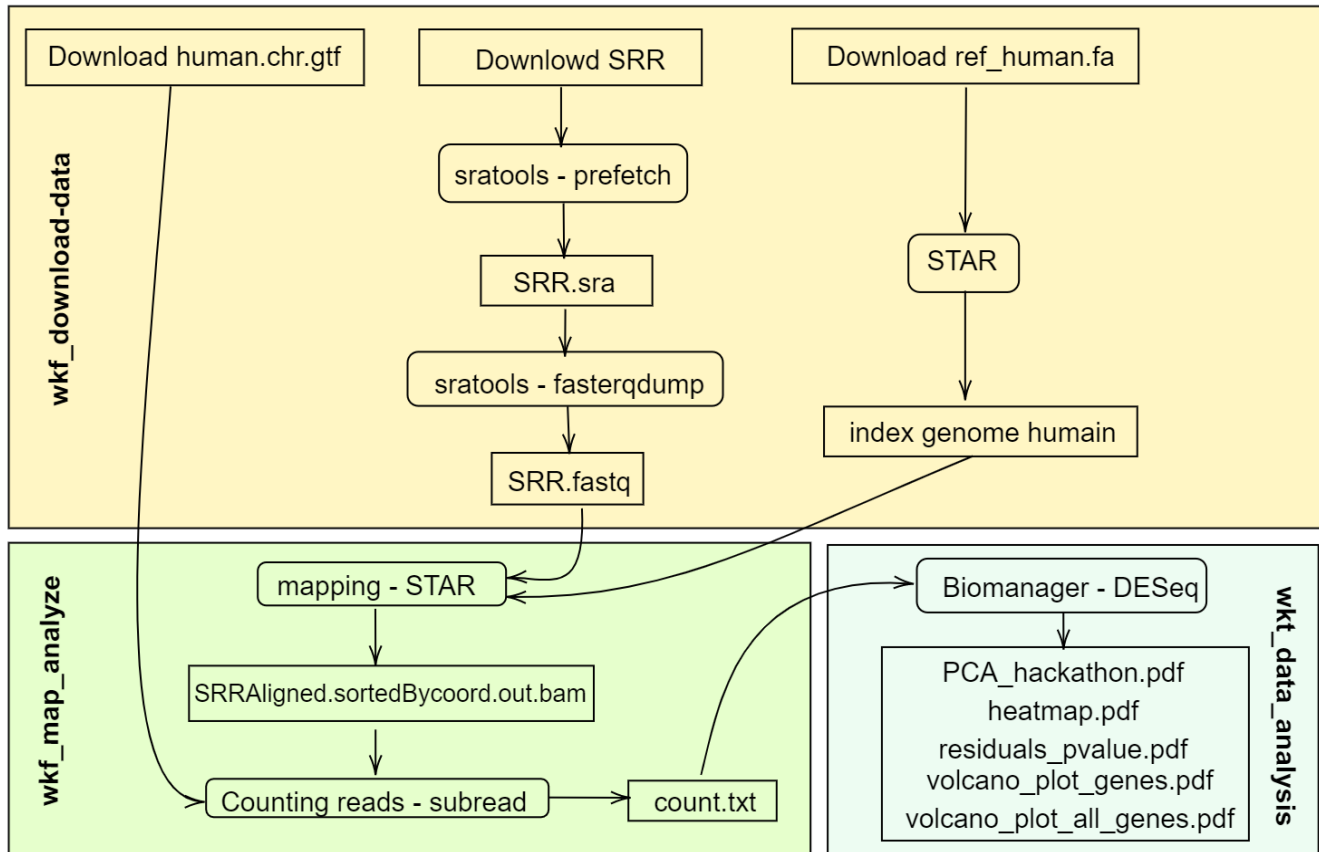 Download human.chr.gtf
Downlowd SRR
Download ref_human.fa
sratools - prefetch
STAR
SRR.sra
sratools - fasterqdump
index genome humain
SRR.fastq
wkf_download-data
mapping - STAR
SRRAligned.sortedBycoord.out.bam
Counting reads - subread
count.txt
wkf_map_analyze
Biomanager - DESeq
PCA_hackathon.pdf
heatmap.pdf
residuals_pvalue.pdf
volcano_plot_genes.pdf
volcano_plot_all_genes.pdf
wkt_data_analysis